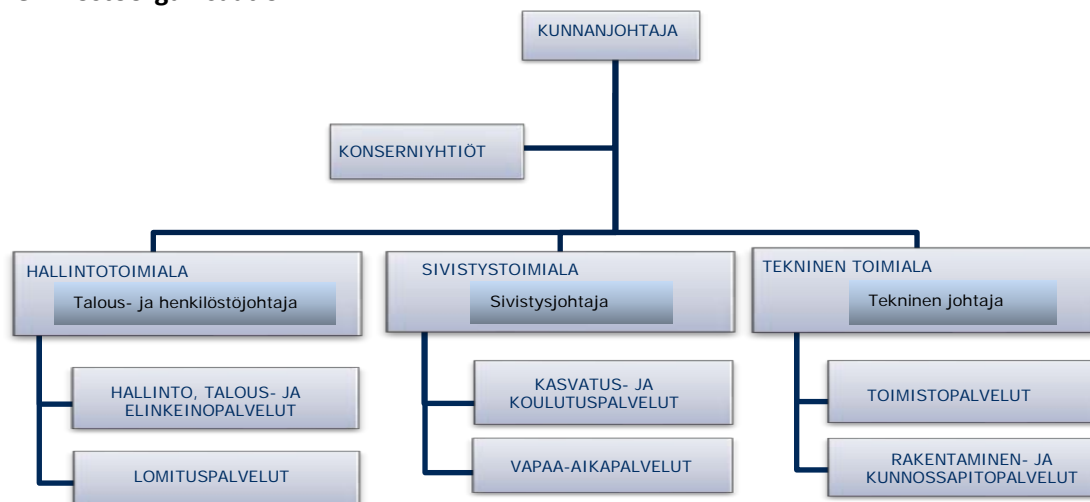 KUNNANJOHTAJA
KONSERNIYHTIÖT
HALLINTOTOIMIALA
Talous- ja henkilöstöjohtaja
SIVISTYSTOIMIALA
Sivistysjohtaja
TEKNINEN TOIMIALA
Tekninen johtaja
HALLINTO, TALOUS- JA
ELINKEINOPALVELUT
LOMITUSPALVELUT
KASVATUS- JA
KOULUTUSPALVELUT
VAPAA-AIKAPALVELUT
TOIMISTOPALVELUT
RAKENTAMINEN- JA
KUNNOSSAPITOPALVELUT